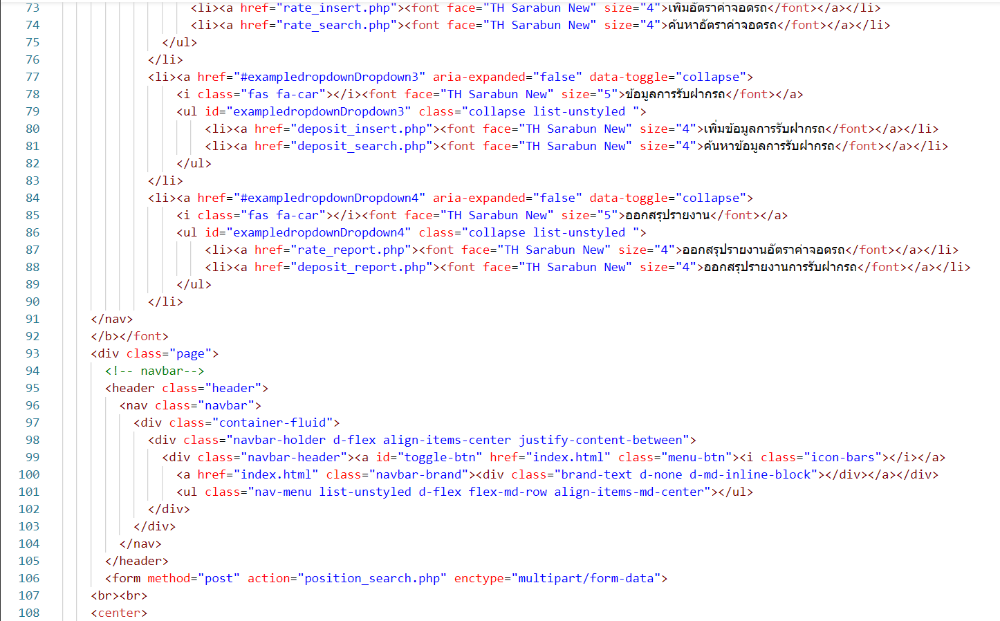 73 <li><a href="rate_insert.php"><font face="TH Sarabun New" size="4">เพิ่มอัตราค่าจอดรถ</font></a></li>
74 <li><a href="rate_search.php"><font face="TH Sarabun New" size="4">ค้นหาอัตราค่าจอดรถ</font></a></li>
75 </ul>
76 </li>
77 <li><a href="#exampledropdownDropdown3" aria-expanded="false" data-toggle="collapse">
78 <i class="fas fa-car"></i><font face="TH Sarabun New" size="5">ข้อมูลการรับฝากรถ</font></a>
79 <ul id="exampledropdownDropdown3" class="collapse list-unstyled ">
80 <li><a href="deposit_insert.php"><font face="TH Sarabun New" size="4">เพิ่มข้อมูลการรับฝากรถ</font></a></li>
81 <li><a href="deposit_search.php"><font face="TH Sarabun New" size="4">ค้นหาข้อมูลการรับฝากรถ</font></a></li>
82 </ul>
83 </li>
84 <li><a href="#exampledropdownDropdown4" aria-expanded="false" data-toggle="collapse">
85 <i class="fas fa-car"></i><font face="TH Sarabun New" size="5">ออกสรุปรายงาน</font></a>
86 <ul id="exampledropdownDropdown4" class="collapse list-unstyled ">
87 <li><a href="rate_report.php"><font face="TH Sarabun New" size="4">ออกสรุปรายงานอัตราค่าจอดรถ</font></a></li>
88 <li><a href="deposit_report.php"><font face="TH Sarabun New" size="4">ออกสรุปรายงานการรับฝากรถ</font></a></li>
89 </ul>
90 </li>
91 </nav>
92 </b></font>
93 <div class="page">
94 <!-- navbar-->
95 <header class="header">
96 <nav class="navbar">
97 <div class="container-fluid">
98 <div class="navbar-holder d-flex align-items-center justify-content-between">
99 <div class="navbar-header"><a id="toggle-btn" href="index.html" class="menu-btn"><i class="icon-bars"></i></a>
100 <a href="index.html" class="navbar-brand"><div class="brand-text d-none d-md-inline-block"></div></a></div>
101 <ul class="nav-menu list-unstyled d-flex flex-md-row align-items-md-center"></ul>
102 </div>
103 </div>
104 </nav>
105 </header>
106 <form method="post" action="position_search.php" enctype="multipart/form-data">
107 <br><br>
108 <center>